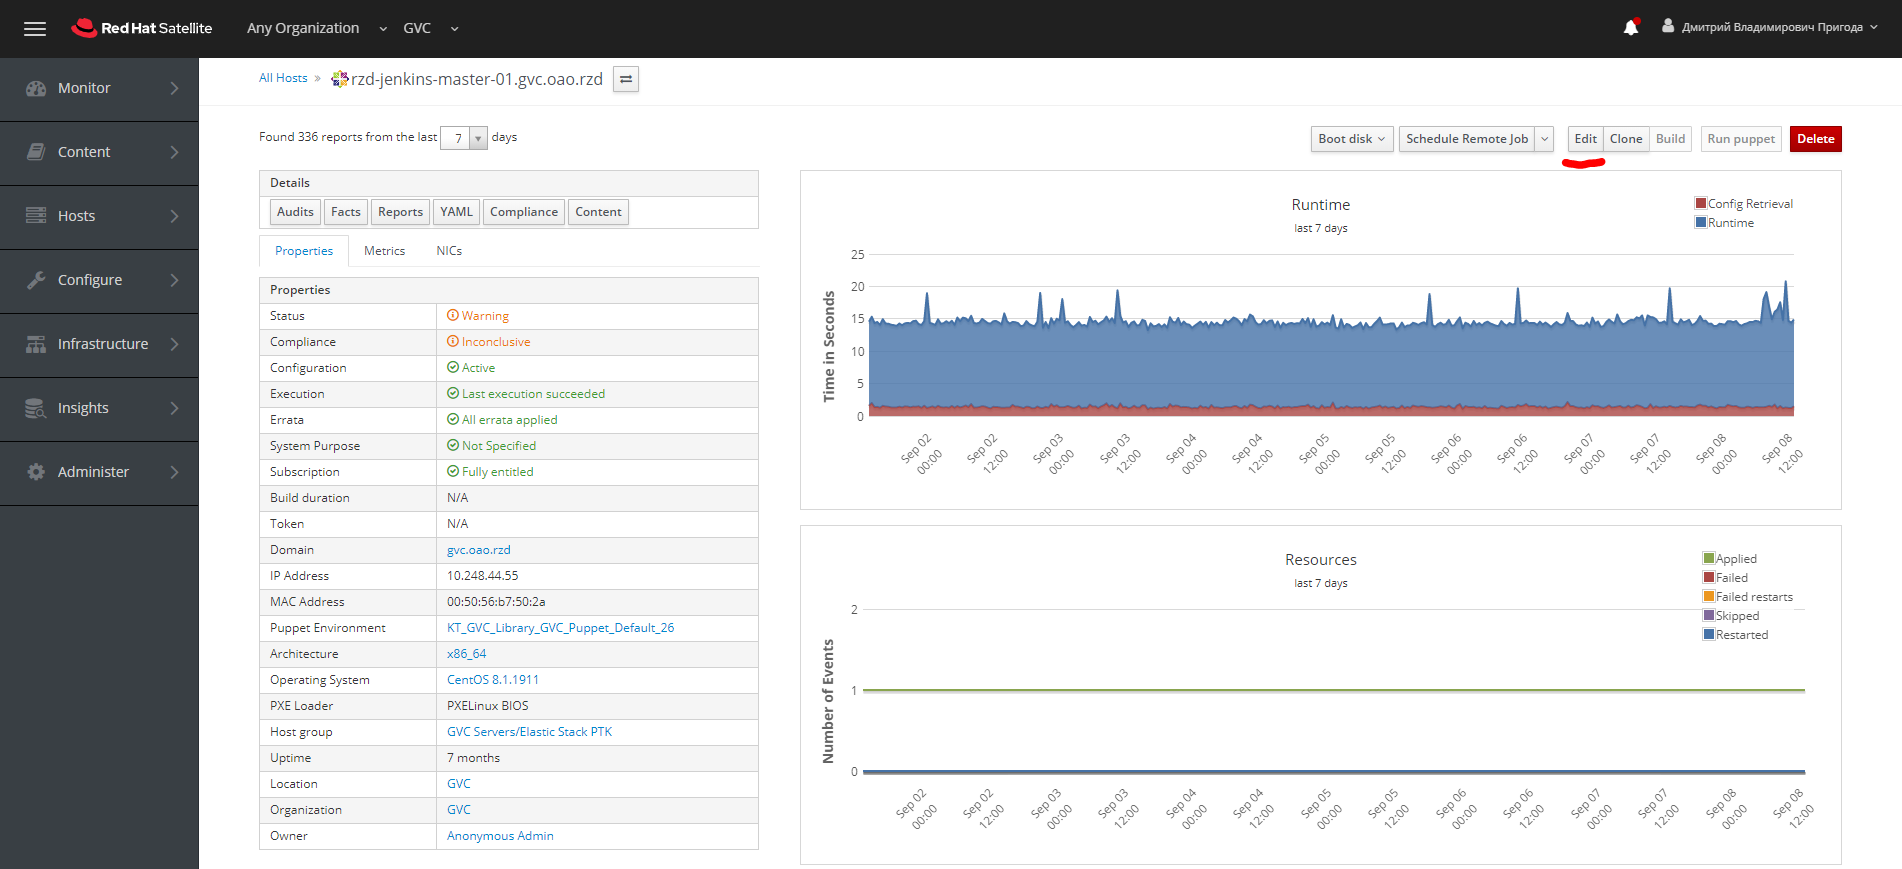 Red Hat Satellite Any Organization GVC Дмитрий Владимирович Пригода
Monitor
Content
Hosts
Configure
Infrastructure
Insights
Administer
All Hosts » rzd-jenkins-master-01.gvc.oao.rzd
Found 336 reports from the last 7 days
Boot disk Schedule Remote Job Edit Clone Build Run puppet Delete
Details
Audits Facts Reports YAML Compliance Content
Properties Metrics NICs
Properties
Status Warning
Compliance Inconclusive
Configuration Active
Execution Last execution succeeded
Errata All errata applied
System Purpose Not Specified
Subscription Fully entitled
Build duration N/A
Token N/A
Domain gvc.oao.rzd
IP Address 10.248.44.55
MAC Address 00:50:56:b7:50:2a
Puppet Environment KT_GVC_Library_GVC_Puppet_Default_26
Architecture x86_64
Operating System CentOS 8.1.1911
PXE Loader PXELinux BIOS
Host group GVC Servers/Elastic Stack PTK
Uptime 7 months
Location GVC
Organization GVC
Owner Anonymous Admin
Runtime
last 7 days
Config Retrieval
Runtime
Time in Seconds
25
20
15
10
5
0
Sep 02 00:00
Sep 02 12:00
Sep 03 00:00
Sep 03 12:00
Sep 04 00:00
Sep 04 12:00
Sep 05 00:00
Sep 05 12:00
Sep 06 00:00
Sep 06 12:00
Sep 07 00:00
Sep 07 12:00
Sep 08 00:00
Sep 08 12:00
Resources
last 7 days
Applied
Failed
Failed restarts
Skipped
Restarted
Number of Events
2
1
0
Sep 02 00:00
Sep 02 12:00
Sep 03 00:00
Sep 03 12:00
Sep 04 00:00
Sep 04 12:00
Sep 05 00:00
Sep 05 12:00
Sep 06 00:00
Sep 06 12:00
Sep 07 00:00
Sep 07 12:00
Sep 08 00:00
Sep 08 12:00